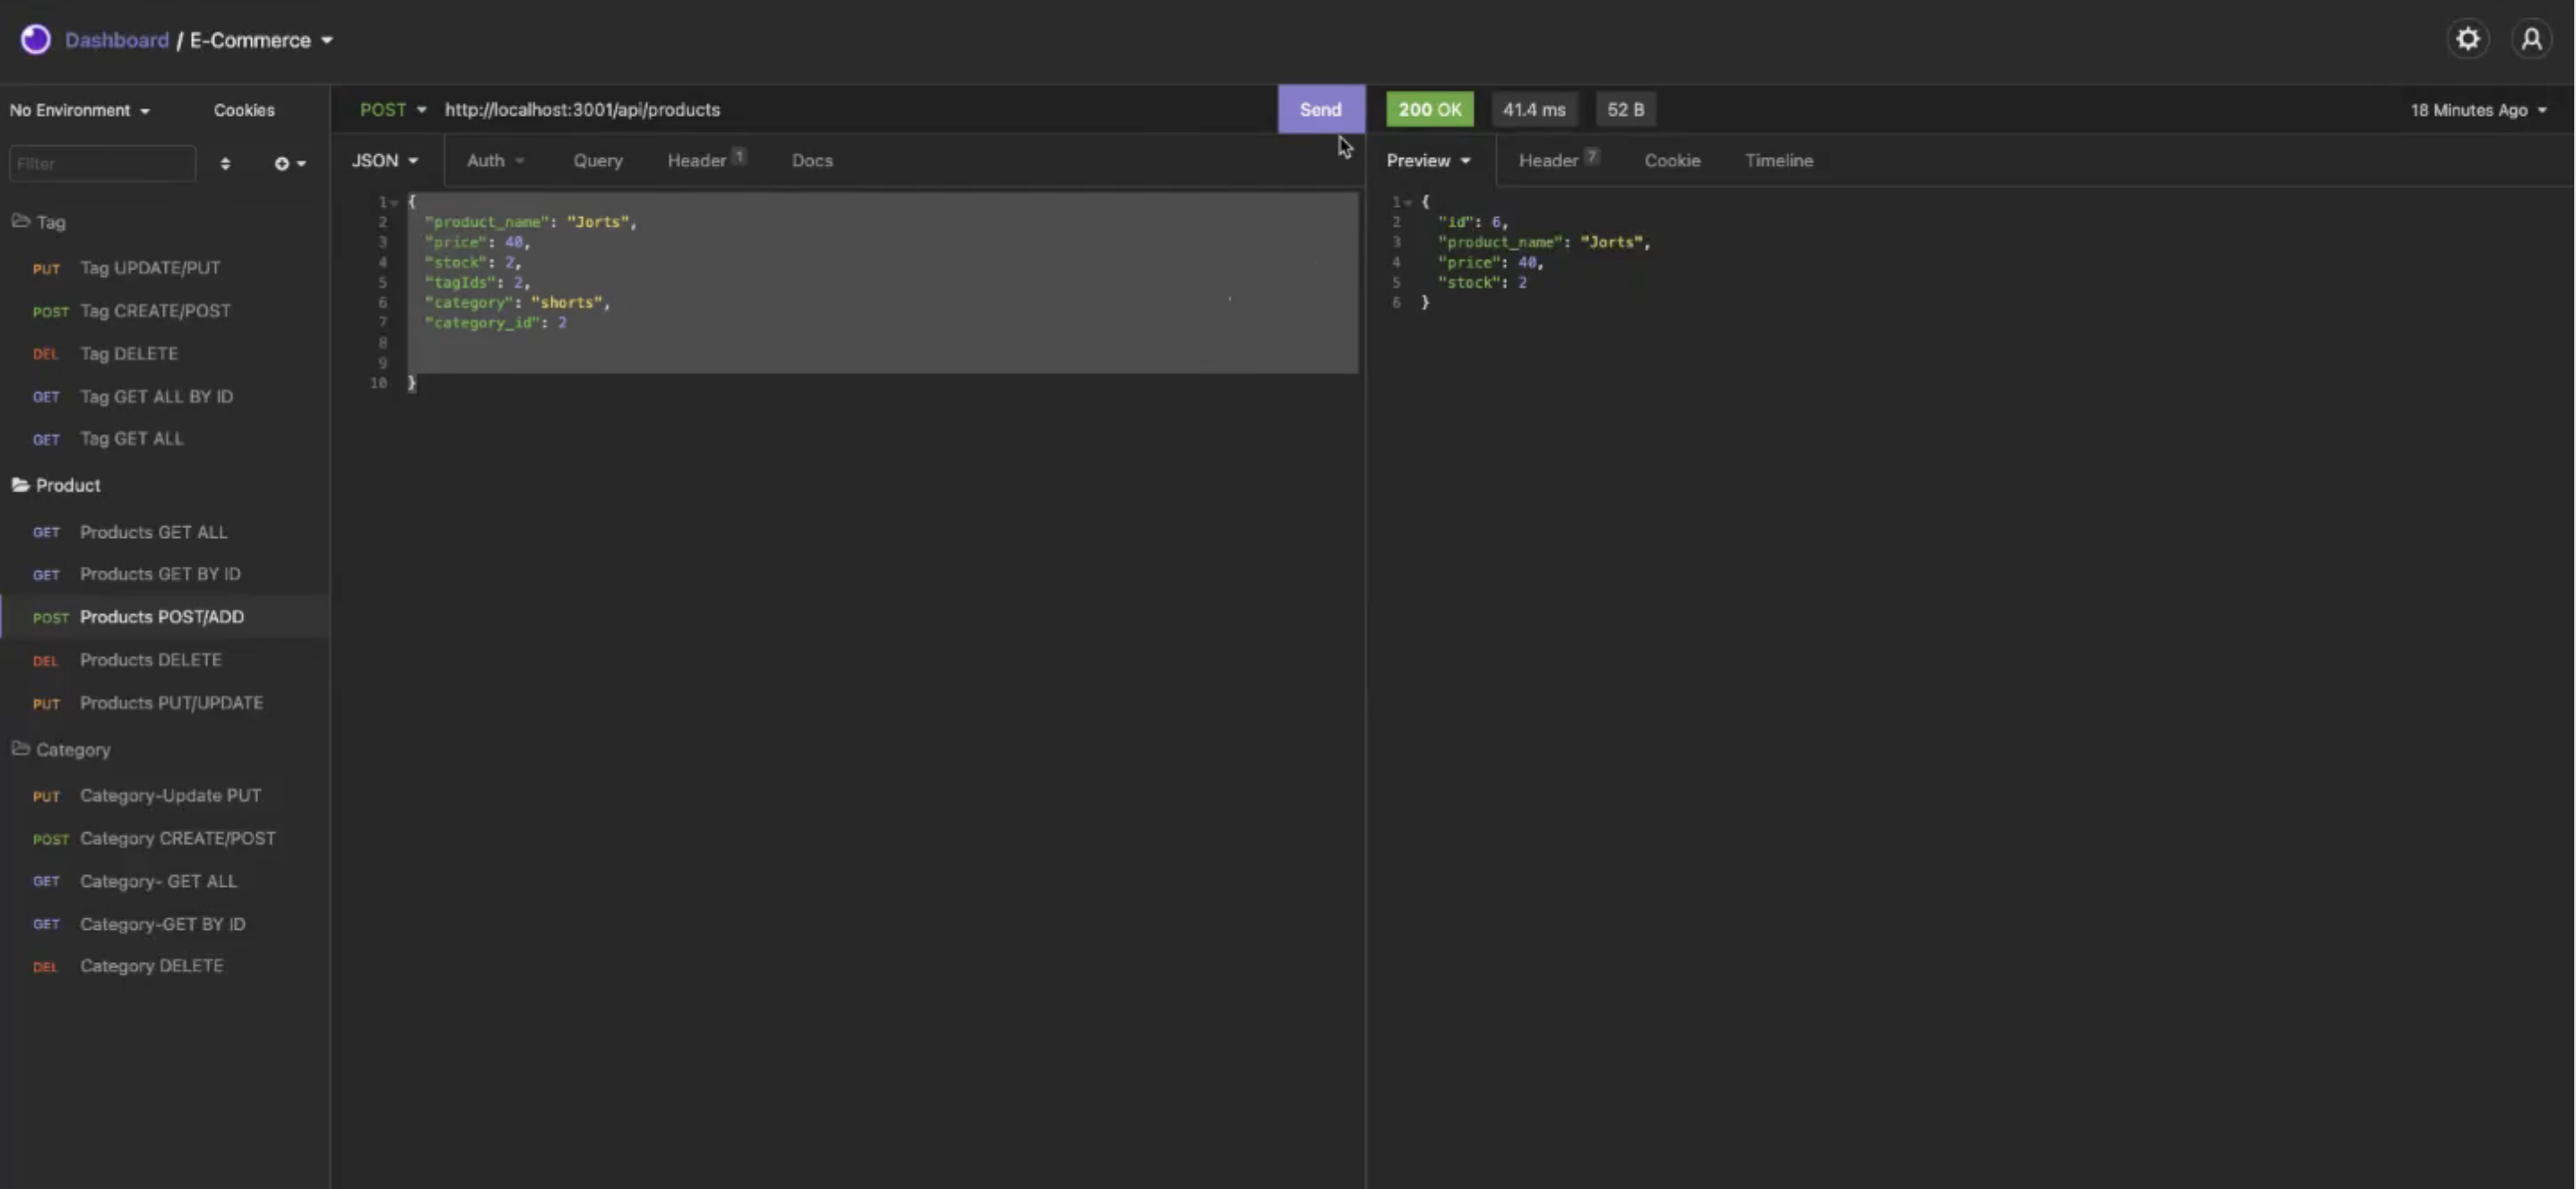 Dashboard / E-Commerce
No Environment
Cookies
Filter
Tag
PUT Tag UPDATE/PUT
POST Tag CREATE/POST
DEL Tag DELETE
GET Tag GET ALL BY ID
GET Tag GET ALL
Product
GET Products GET ALL
GET Products GET BY ID
POST Products POST/ADD
DEL Products DELETE
PUT Products PUT/UPDATE
Category
PUT Category-Update PUT
POST Category CREATE/POST
GET Category- GET ALL
GET Category-GET BY ID
DEL Category DELETE
POST http://localhost:3001/api/products Send
JSON Auth Query Header 1 Docs
1 {
2 "product_name": "Jorts",
3 "price": 40,
4 "stock": 2,
5 "tagIds": 2,
6 "category": "shorts",
7 "category_id": 2
8
9
10 }
200 OK 41.4 ms 52 B 18 Minutes Ago
Preview Header 7 Cookie Timeline
1 {
2 "id": 6,
3 "product_name": "Jorts",
4 "price": 40,
5 "stock": 2
6 }